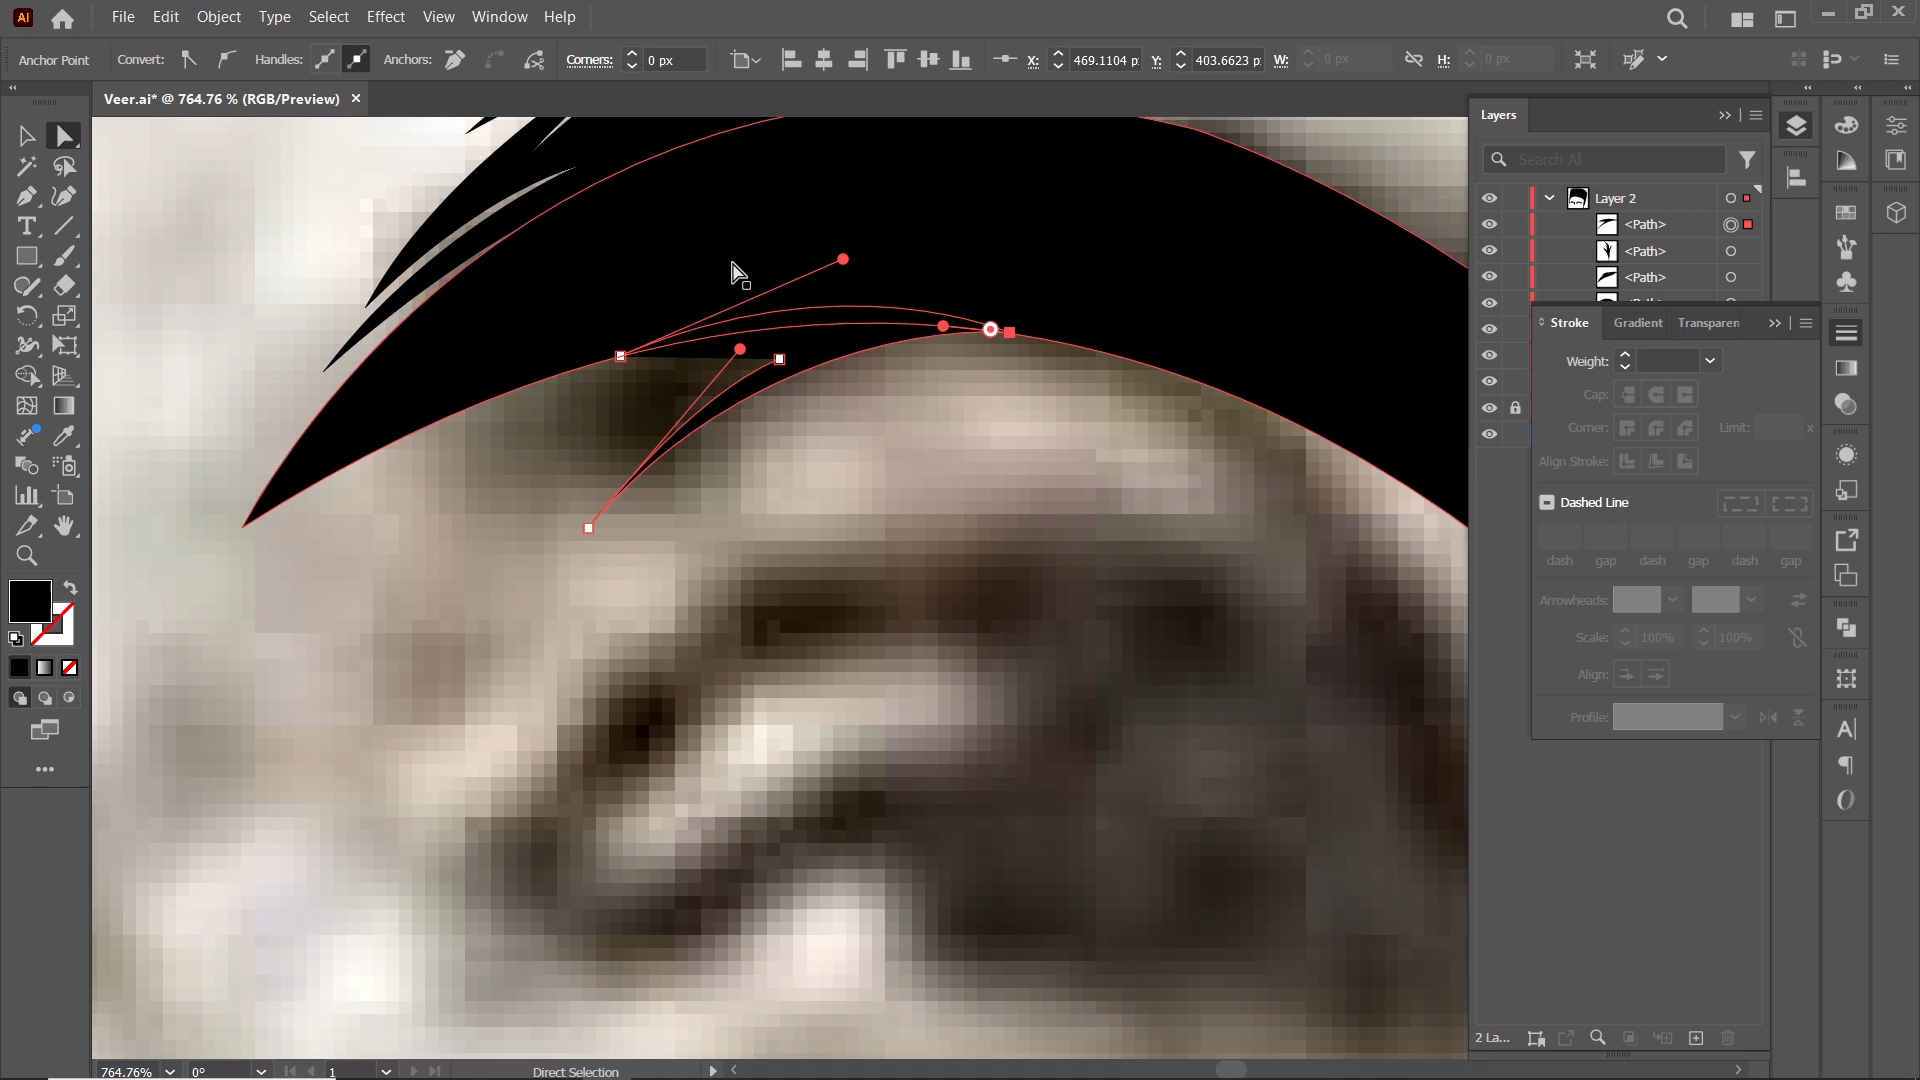 Ai File Edit Object Type Select Effect View Window Help
Anchor Point Convert: Handles: Anchors: Corners: 0 px X: 469.1104 p Y: 403.6623 p W: 0 px H: 0 px
Veer.ai* @ 764.76 % (RGB/Preview) ×
Layers
Search All
Layer 2
<Path>
<Path>
<Path>
Stroke Gradient Transparen
Weight:
Cap:
Corner: Limit: x
Align Stroke:
Dashed Line
dash gap dash gap dash gap
Arrowheads:
Scale: 100% 100%
Align:
Profile:
2 La...
764.76% 0° 1 Direct Selection